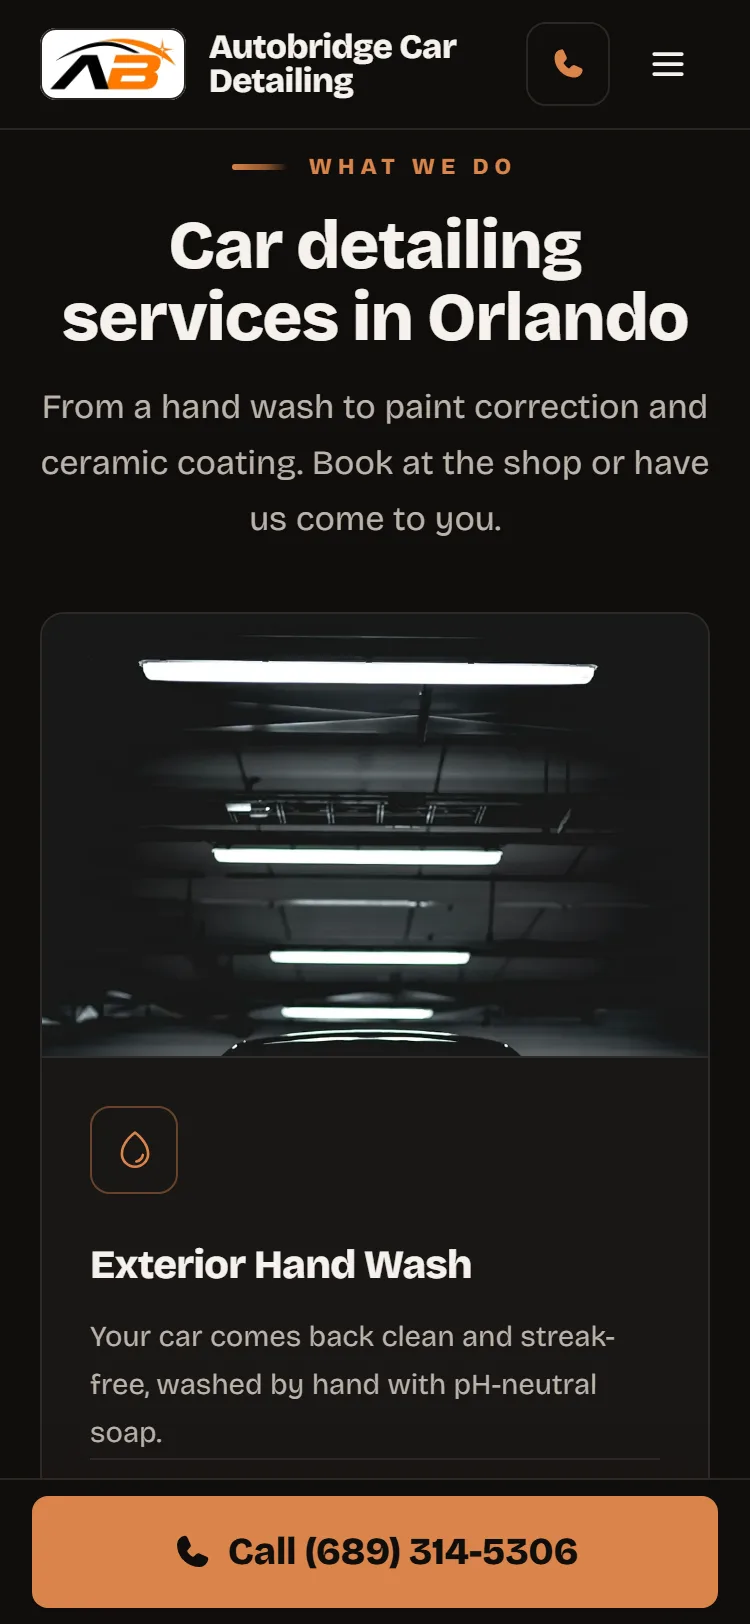 AB
Autobridge Car
Detailing
WHAT WE DO
Car detailing
services in Orlando
From a hand wash to paint correction and
ceramic coating. Book at the shop or have
us come to you.
Exterior Hand Wash
Your car comes back clean and streak-
free, washed by hand with pH-neutral
soap.
Call (689) 314-5306